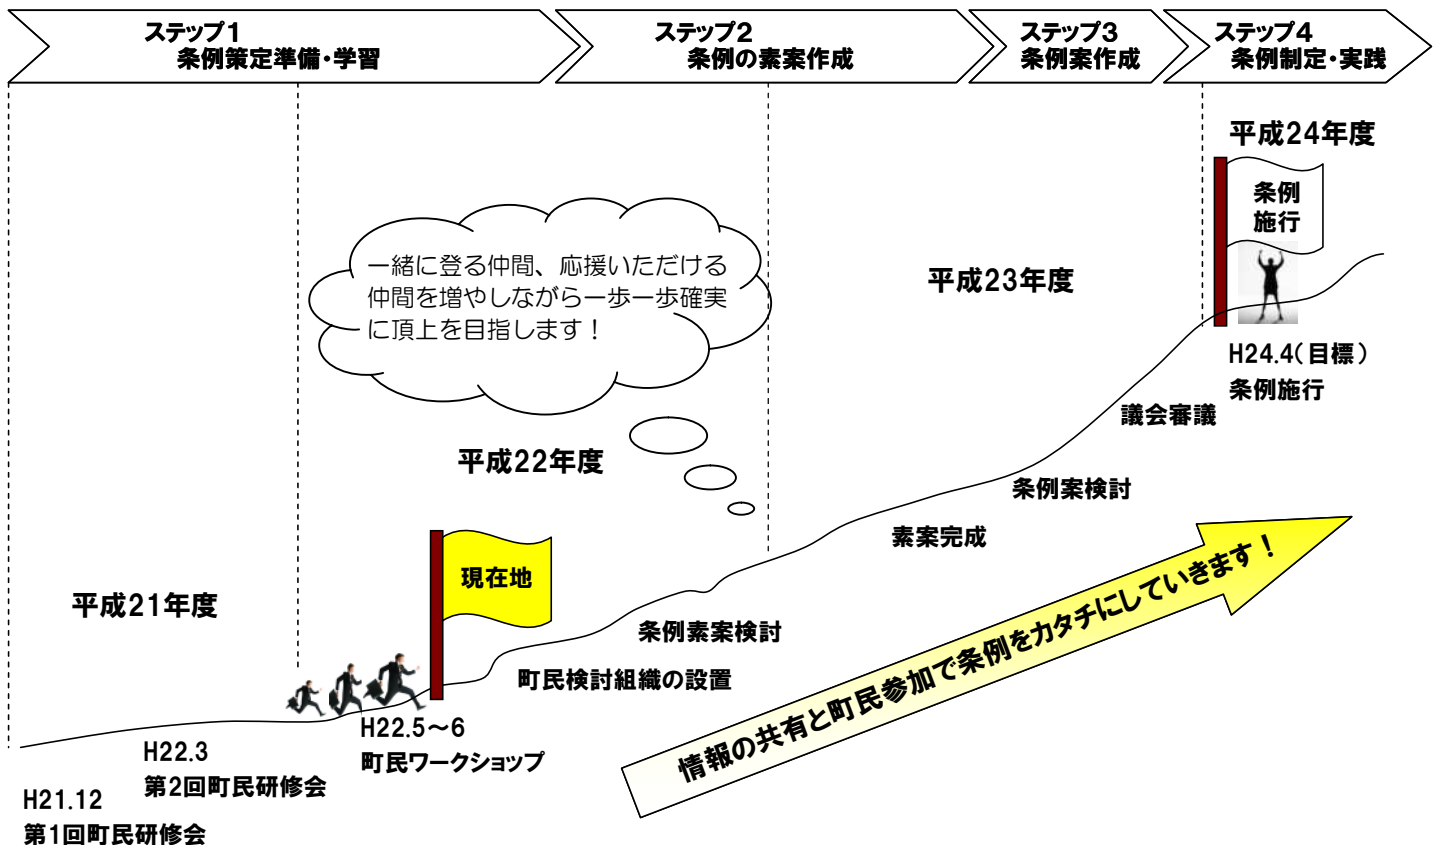 ステップ1
条例策定準備・学習
ステップ2
条例の素案作成
ステップ3
条例案作成
ステップ4
条例制定・実践
平成24年度
条例
施行
一緒に登る仲間、応援いただける
仲間を増やしながら一歩一歩確実
に頂上を目指します！
平成23年度
H24.4(目標)
条例施行
議会審議
平成22年度
条例案検討
素案完成
現在地
平成21年度
条例素案検討
町民検討組織の設置
情報の共有と町民参加で条例をカタチにしていきます！
H22.5～6
町民ワークショップ
H22.3
第2回町民研修会
H21.12
第1回町民研修会